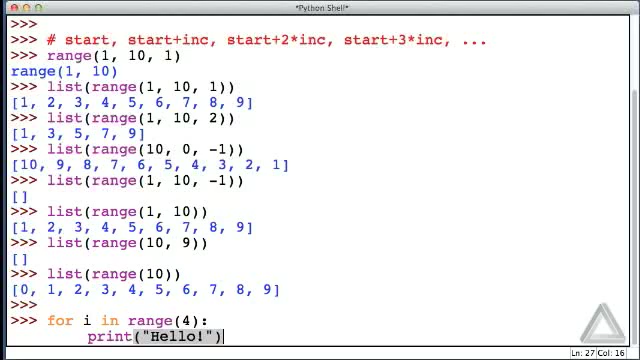 *Python Shell*
>>>
>>> # start, start+inc, start+2*inc, start+3*inc, ...
>>> range(1, 10, 1)
range(1, 10)
>>> list(range(1, 10, 1))
[1, 2, 3, 4, 5, 6, 7, 8, 9]
>>> list(range(1, 10, 2))
[1, 3, 5, 7, 9]
>>> list(range(10, 0, -1))
[10, 9, 8, 7, 6, 5, 4, 3, 2, 1]
>>> list(range(1, 10, -1))
[]
>>> list(range(1, 10))
[1, 2, 3, 4, 5, 6, 7, 8, 9]
>>> list(range(10, 9))
[]
>>> list(range(10))
[0, 1, 2, 3, 4, 5, 6, 7, 8, 9]
>>>
>>> for i in range(4):
print("Hello!")
Ln: 27 Col: 16